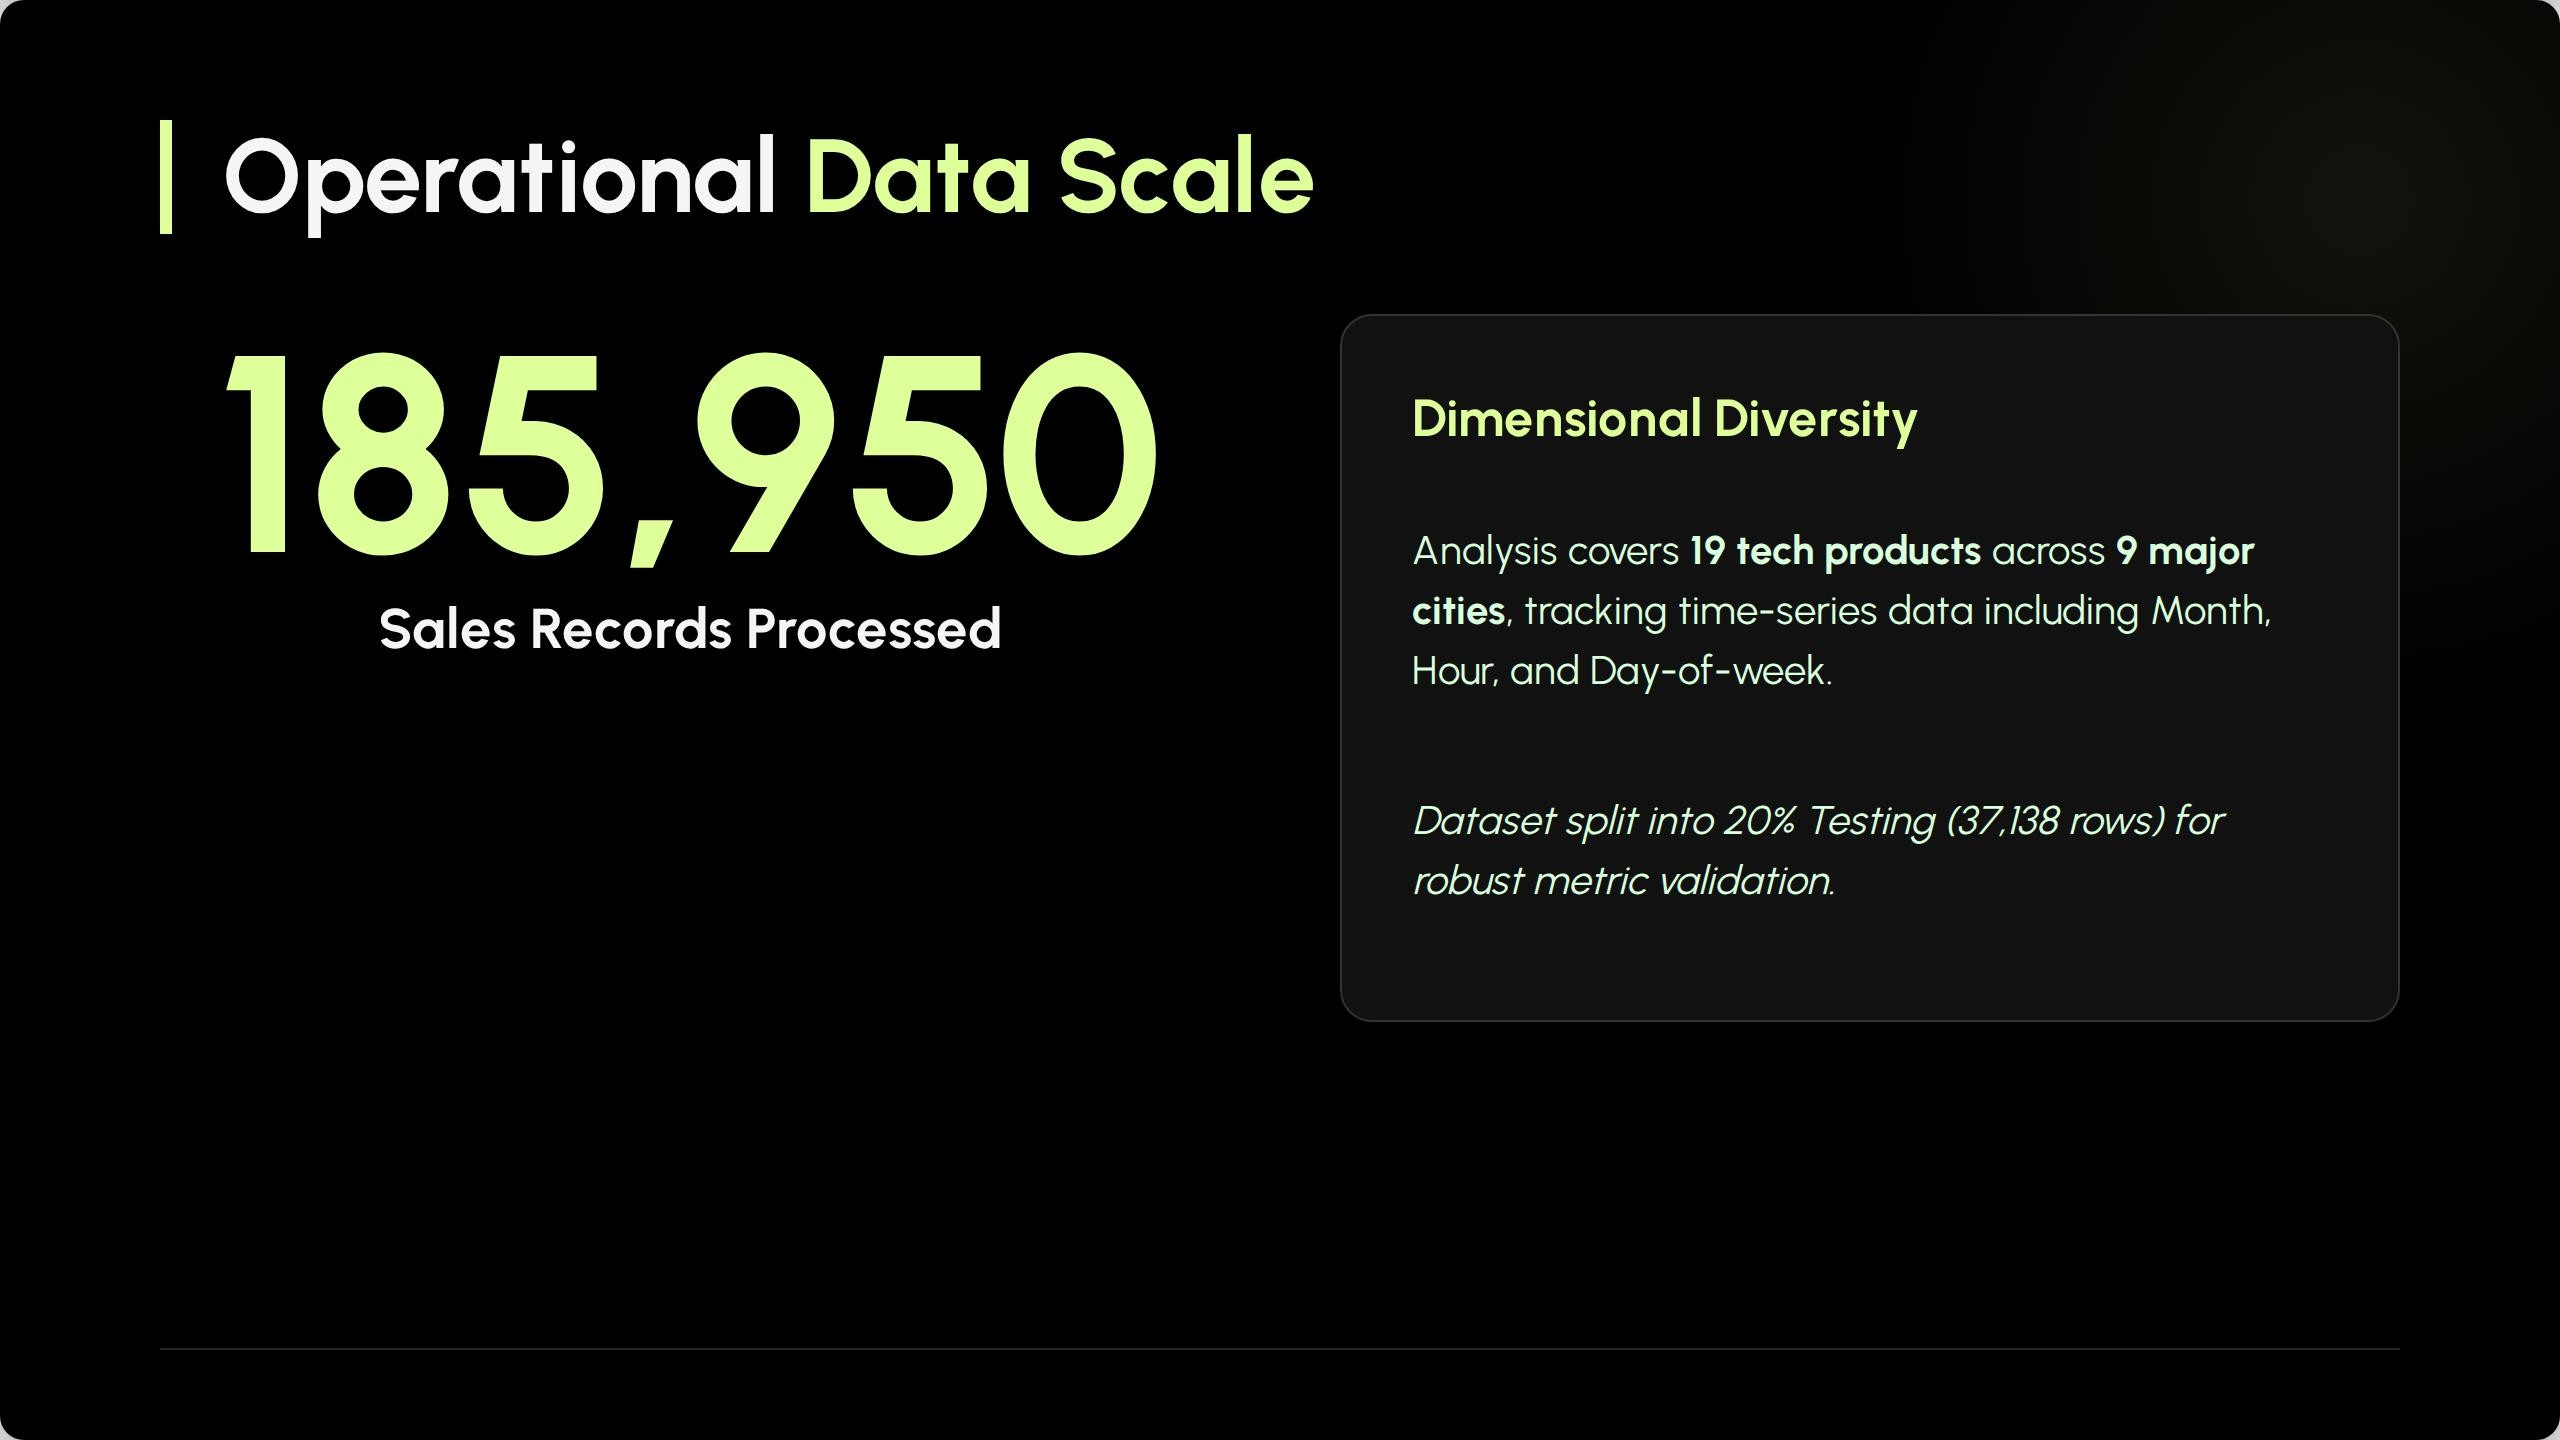 Operational Data Scale
185,950
Sales Records Processed
Dimensional Diversity
Analysis covers 19 tech products across 9 major
cities, tracking time-series data including Month,
Hour, and Day-of-week.
Dataset split into 20% Testing (37,138 rows) for
robust metric validation.